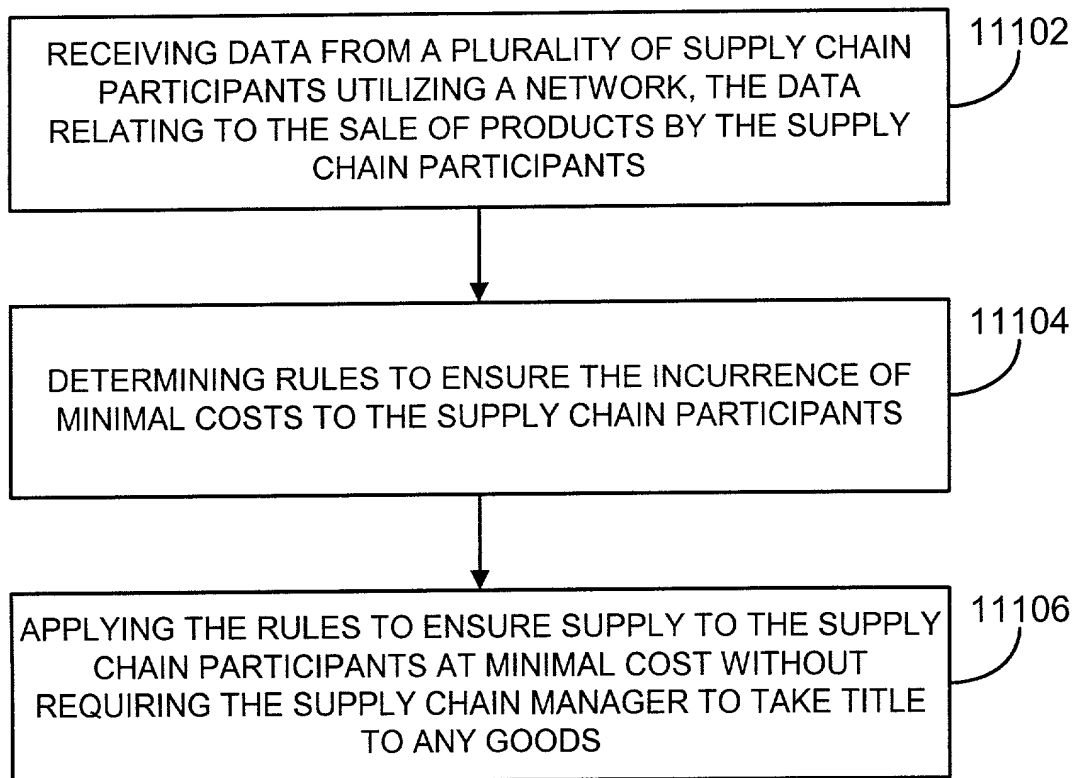 RECEIVING DATA FROM A PLURALITY OF SUPPLY CHAIN
PARTICIPANTS UTILIZING A NETWORK, THE DATA
RELATING TO THE SALE OF PRODUCTS BY THE SUPPLY
CHAIN PARTICIPANTS
11102
DETERMINING RULES TO ENSURE THE INCURRENCE OF
MINIMAL COSTS TO THE SUPPLY CHAIN PARTICIPANTS
11104
APPLYING THE RULES TO ENSURE SUPPLY TO THE SUPPLY
CHAIN PARTICIPANTS AT MINIMAL COST WITHOUT
REQUIRING THE SUPPLY CHAIN MANAGER TO TAKE TITLE
TO ANY GOODS
11106